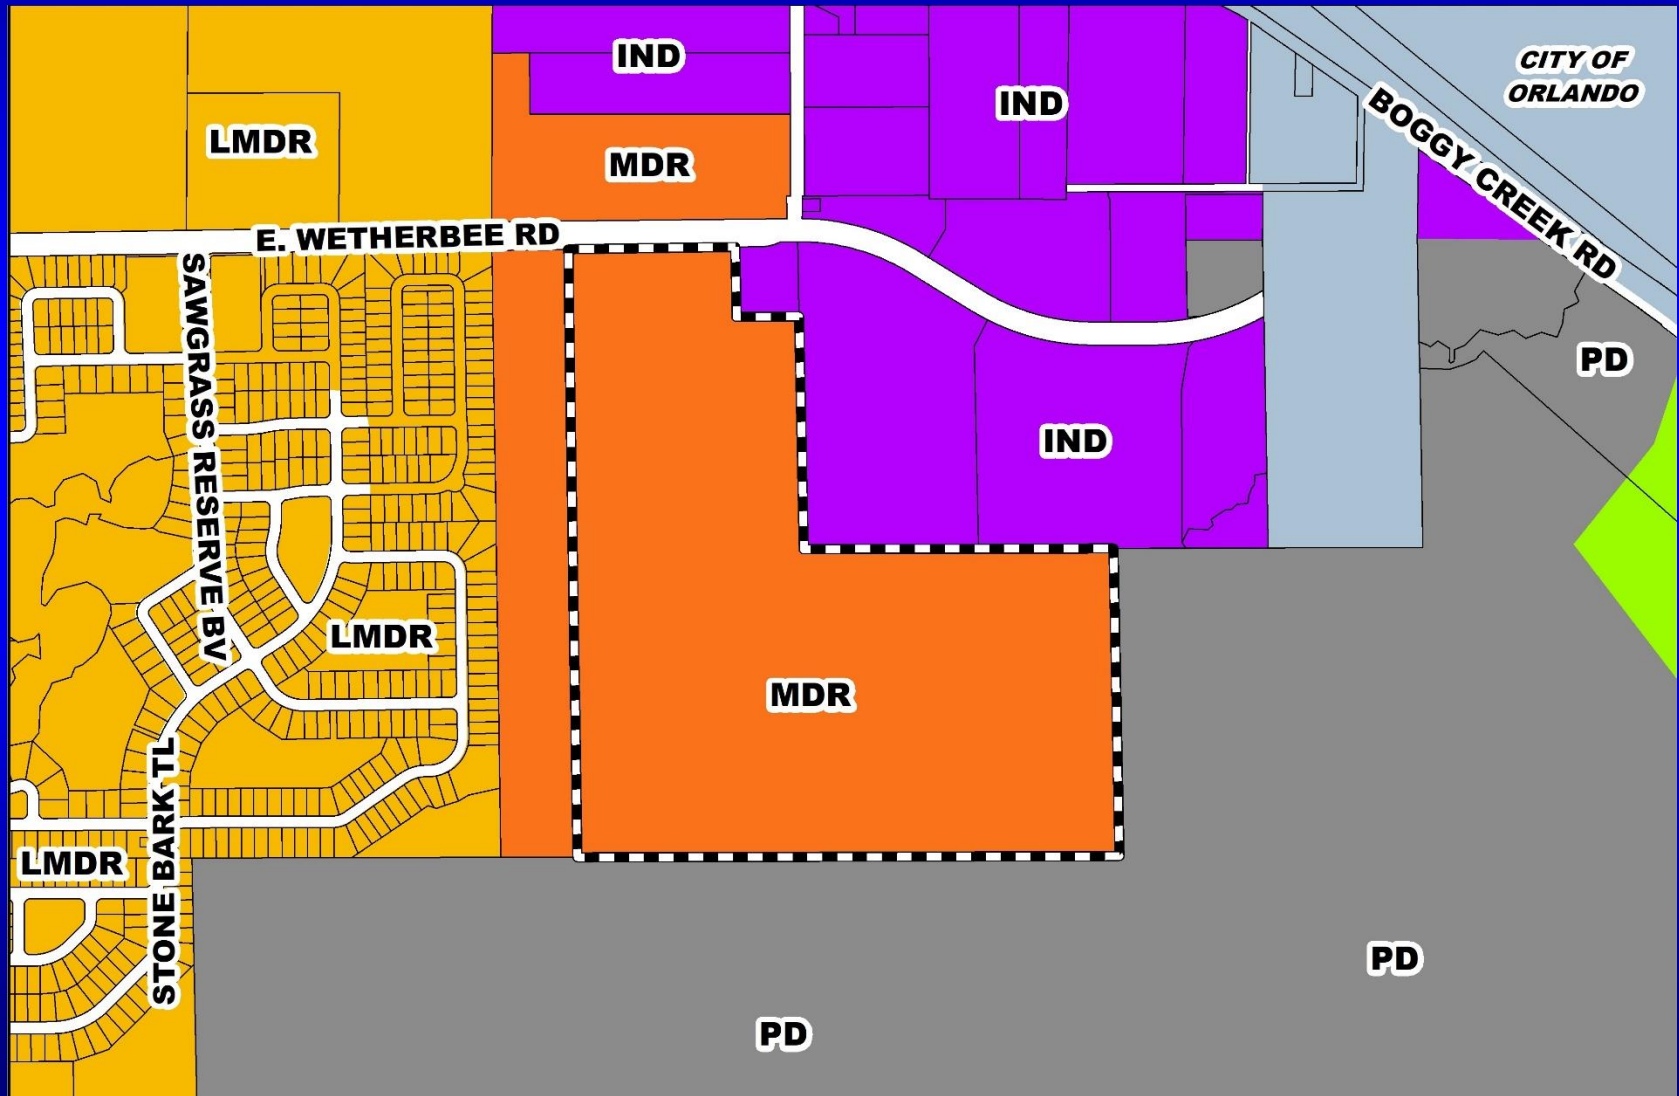 IND
CITY OF
ORLANDO
IND
BOGGY CREEK RD
LMDR
MDR
E. WETHERBEE RD
SAWGRASS RESERVE BV
PD
IND
LMDR
MDR
STONE BARK TL
LMDR
PD
PD